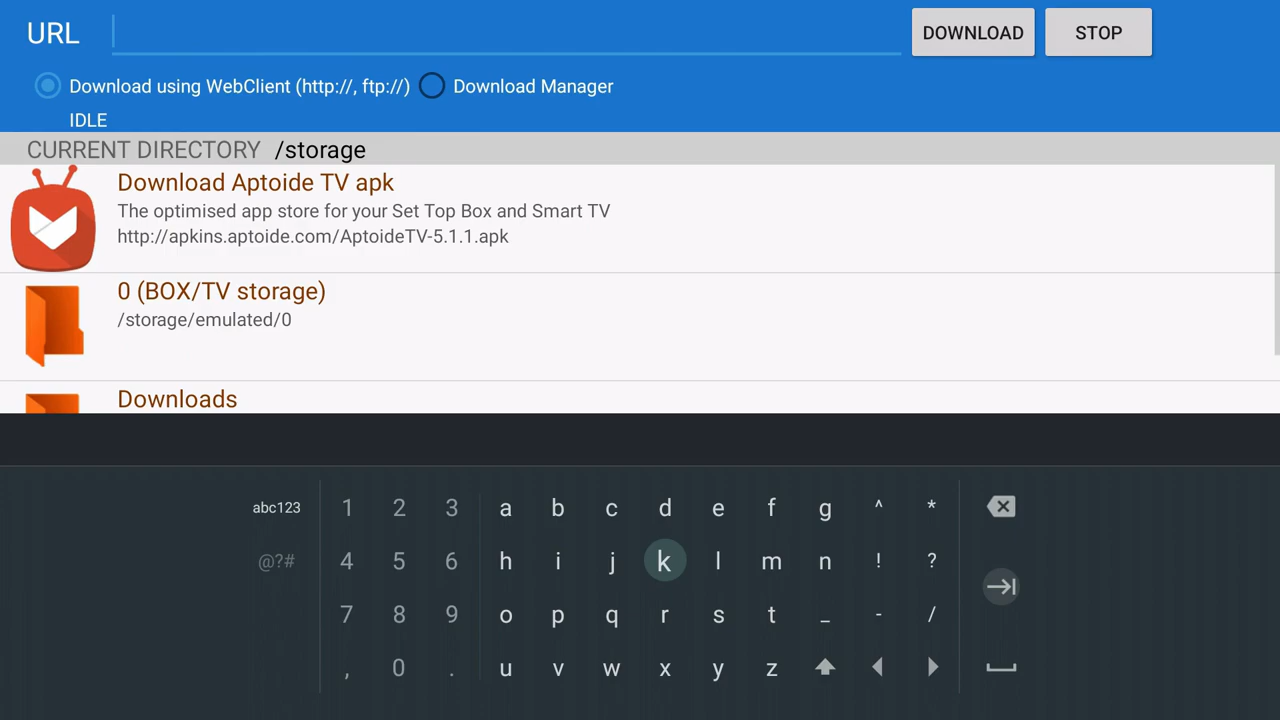 URL DOWNLOAD STOP
Download using WebClient (http://, ftp://) Download Manager
IDLE
CURRENT DIRECTORY /storage
Download Aptoide TV apk
The optimised app store for your Set Top Box and Smart TV
http://apkins.aptoide.com/AptoideTV-5.1.1.apk
0 (BOX/TV storage)
/storage/emulated/0
Downloads
abc123 1 2 3 a b c d e f g ^ *
@?# 4 5 6 h i j k l m n ! ?
7 8 9 o p q r s t _ - /
, 0 . u v w x y z